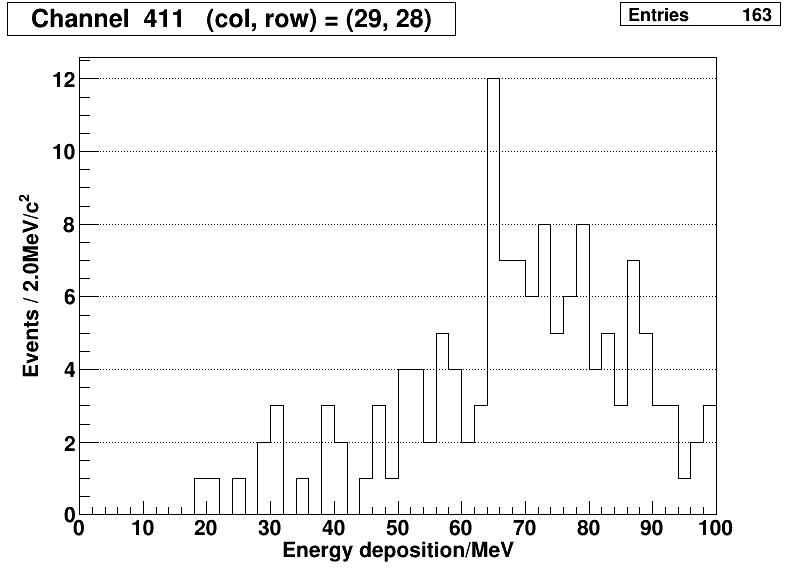 Channel 411 (col, row) = (29, 28)
Entries 163
Events / 2.0MeV/c²
12
10
8
6
4
2
0
0 10 20 30 40 50 60 70 80 90 100
Energy deposition/MeV